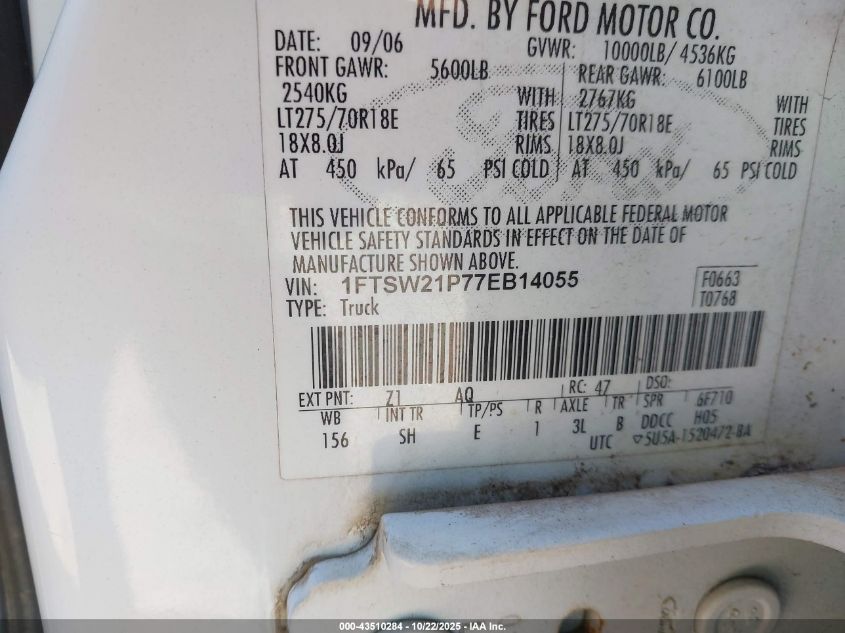 MFD. BY FORD MOTOR CO.
DATE: 09/06 GVWR: 10000LB/ 4536KG
FRONT GAWR: 5600LB REAR GAWR: 6100LB
2540KG WITH 2767KG WITH
LT275/70R18E TIRES LT275/70R18E TIRES
18X8.0J RIMS 18X8.0J RIMS
AT 450 kPa/ 65 PSI COLD AT 450 kPa/ 65 PSI COLD
Ford
THIS VEHICLE CONFORMS TO ALL APPLICABLE FEDERAL MOTOR
VEHICLE SAFETY STANDARDS IN EFFECT ON THE DATE OF
MANUFACTURE SHOWN ABOVE.
VIN: 1FTSW21P77EB14055 F0663
TYPE: Truck T0768
EXT PNT: Z1 AQ RC: 47 DSO:
WB INT TR TP/PS R AXLE TR SPR 6F710
156 SH E 1 3L B DDCC H05
UTC ▽5U5A-1520472-BA
000-43510284 - 10/22/2025 - IAA Inc.